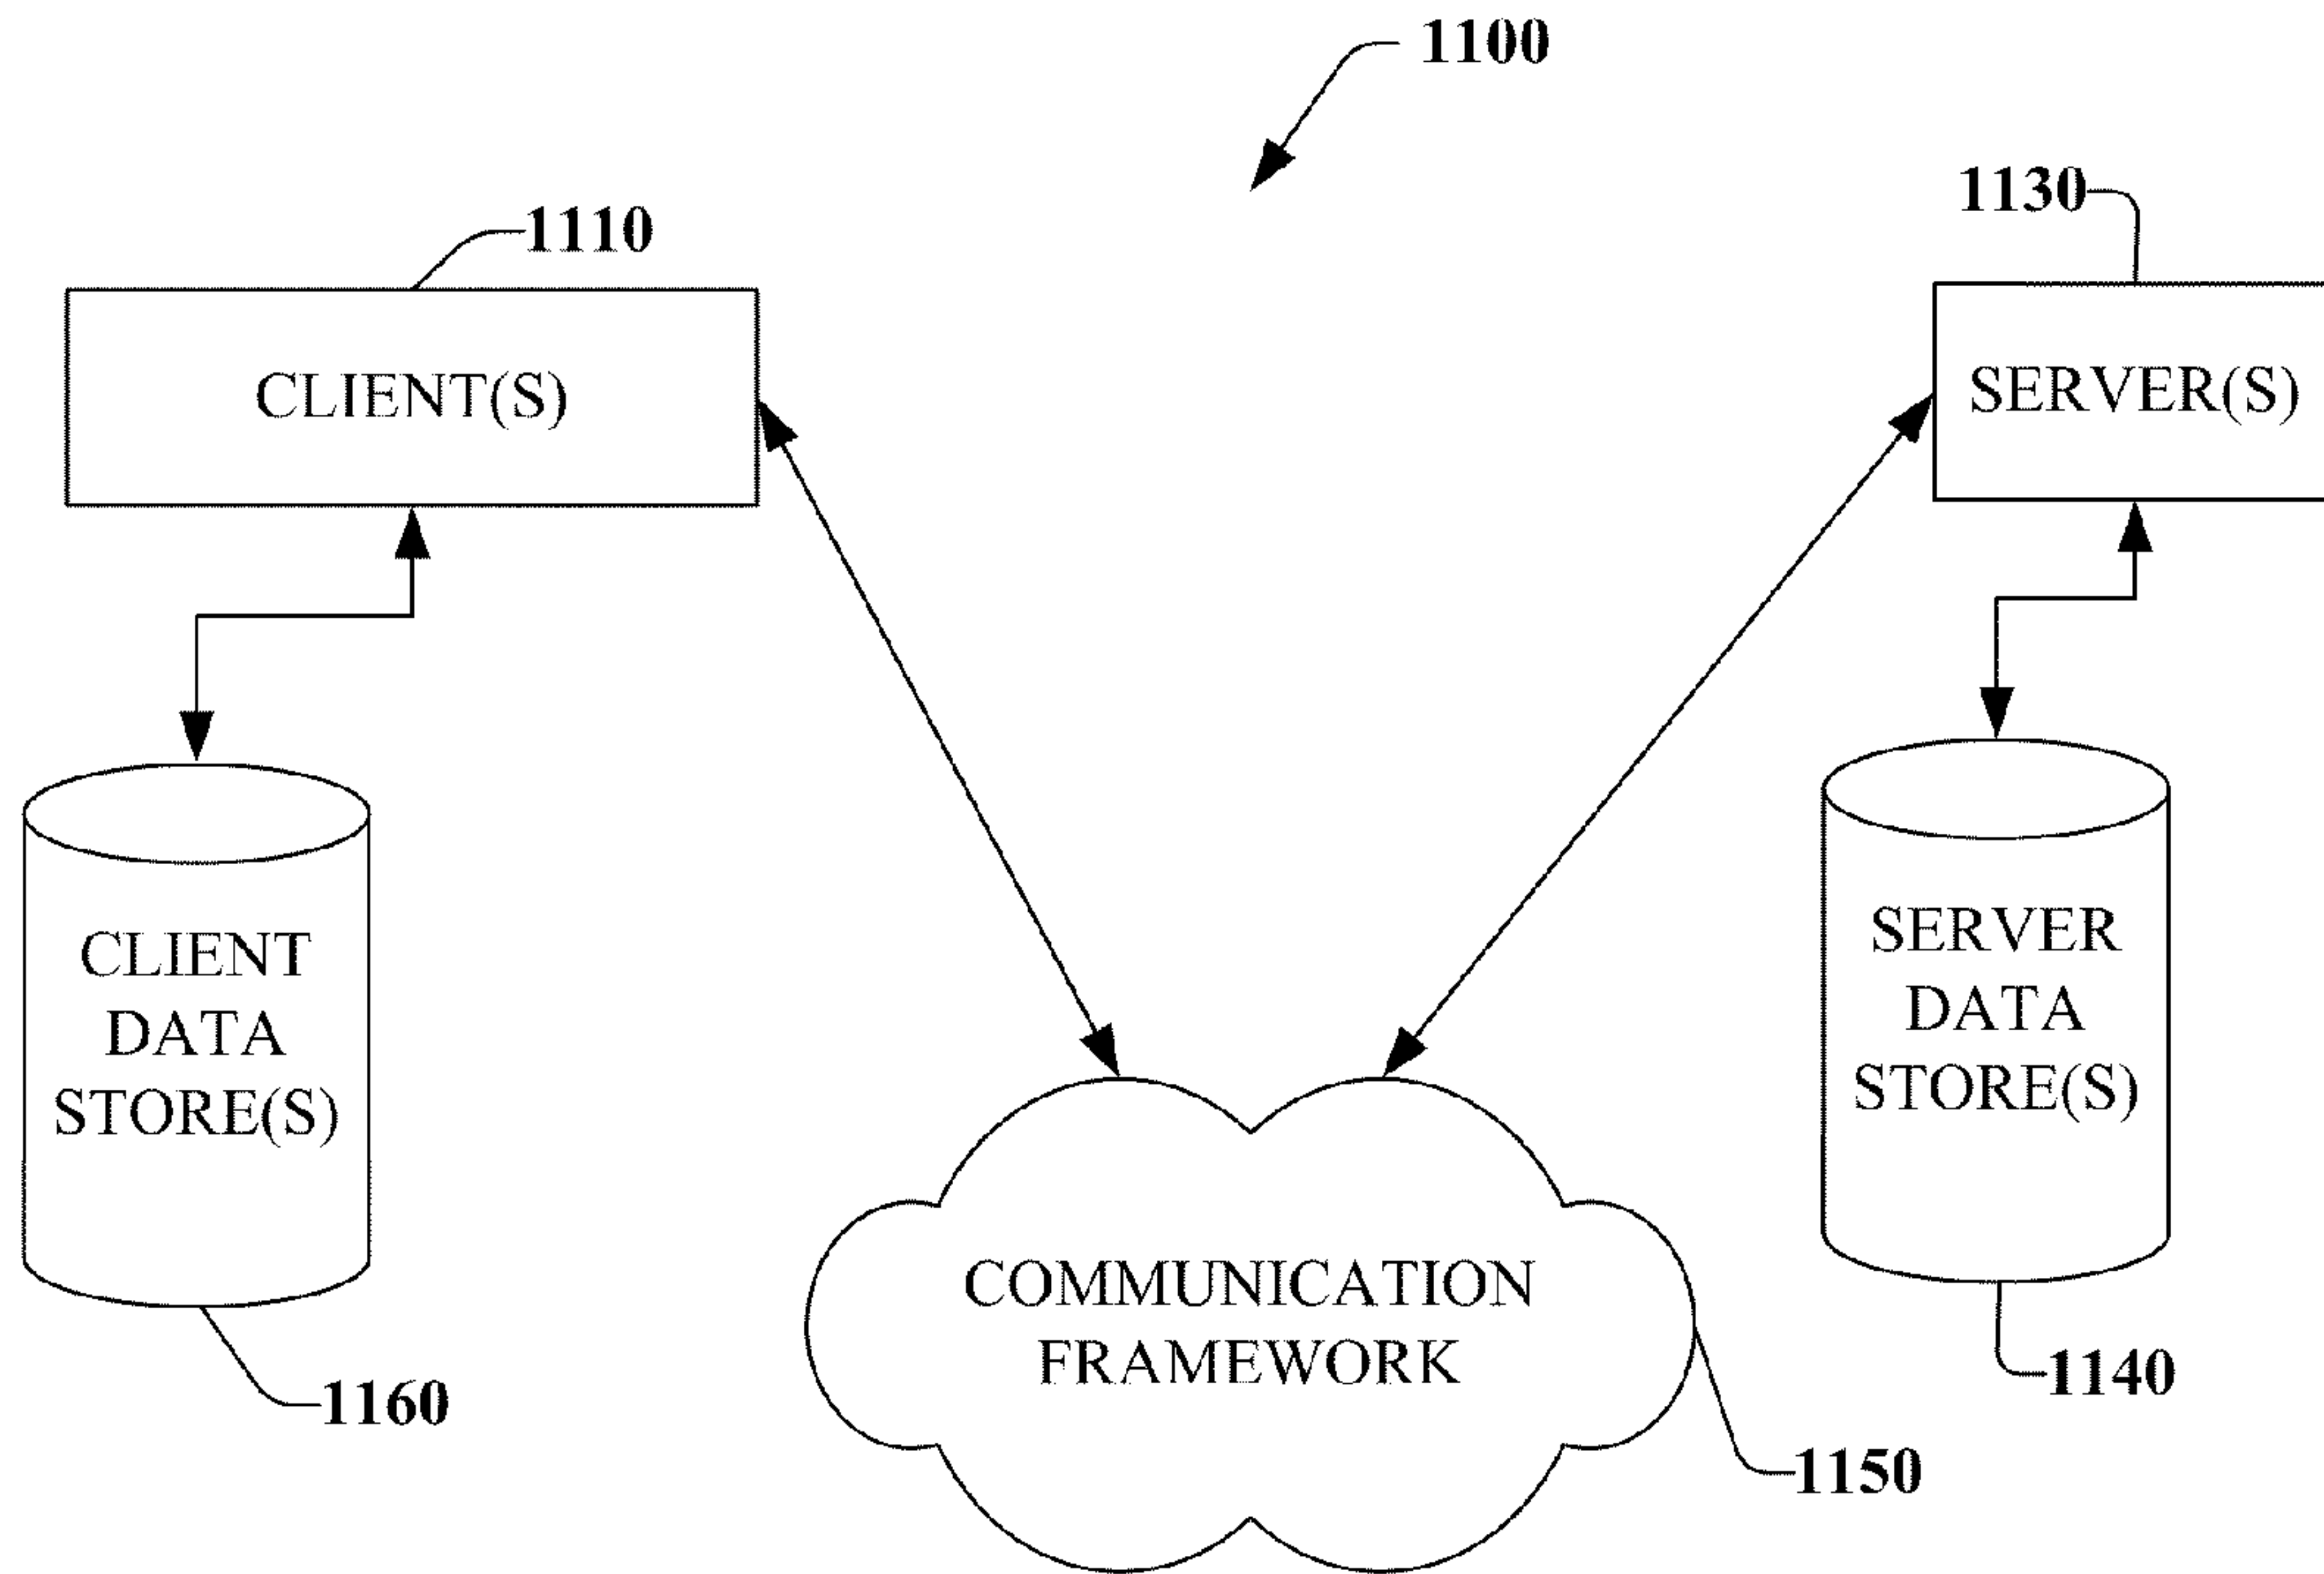 1100
1110
1130
CLIENT(S)
SERVER(S)
CLIENT
DATA
STORE(S)
SERVER
DATA
STORE(S)
COMMUNICATION
FRAMEWORK
1160
1140
1150